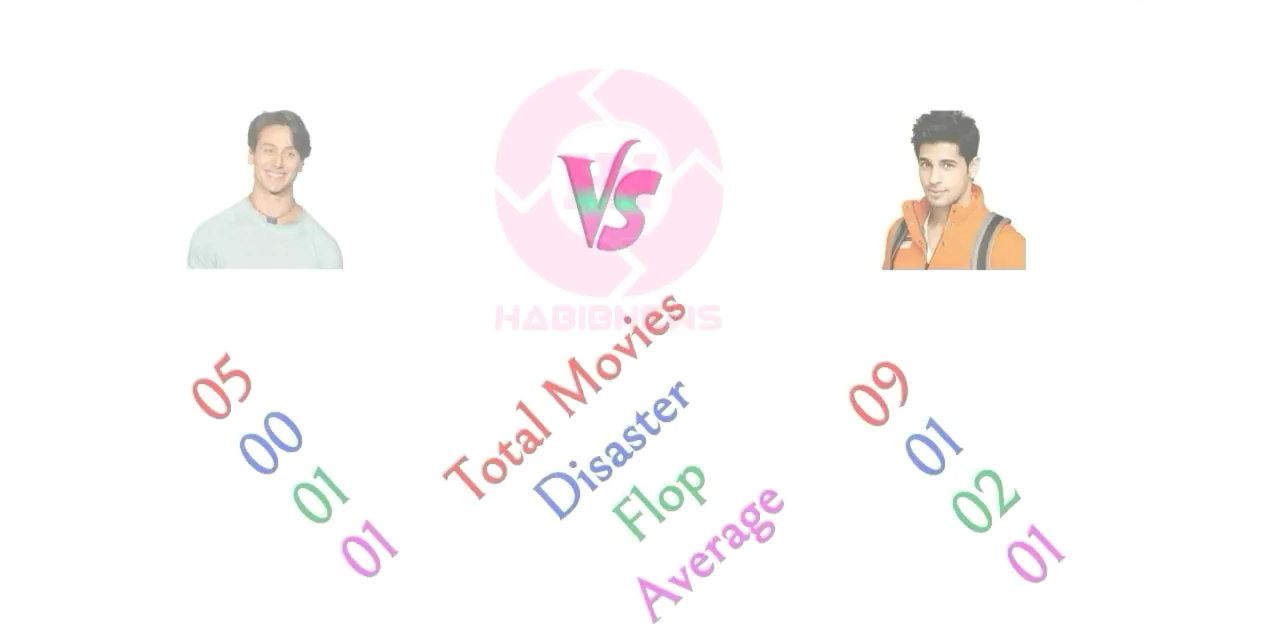 VS
HABIBNEWS
05 Total Movies 09
00 Disaster 01
01 Flop 02
01 Average 01